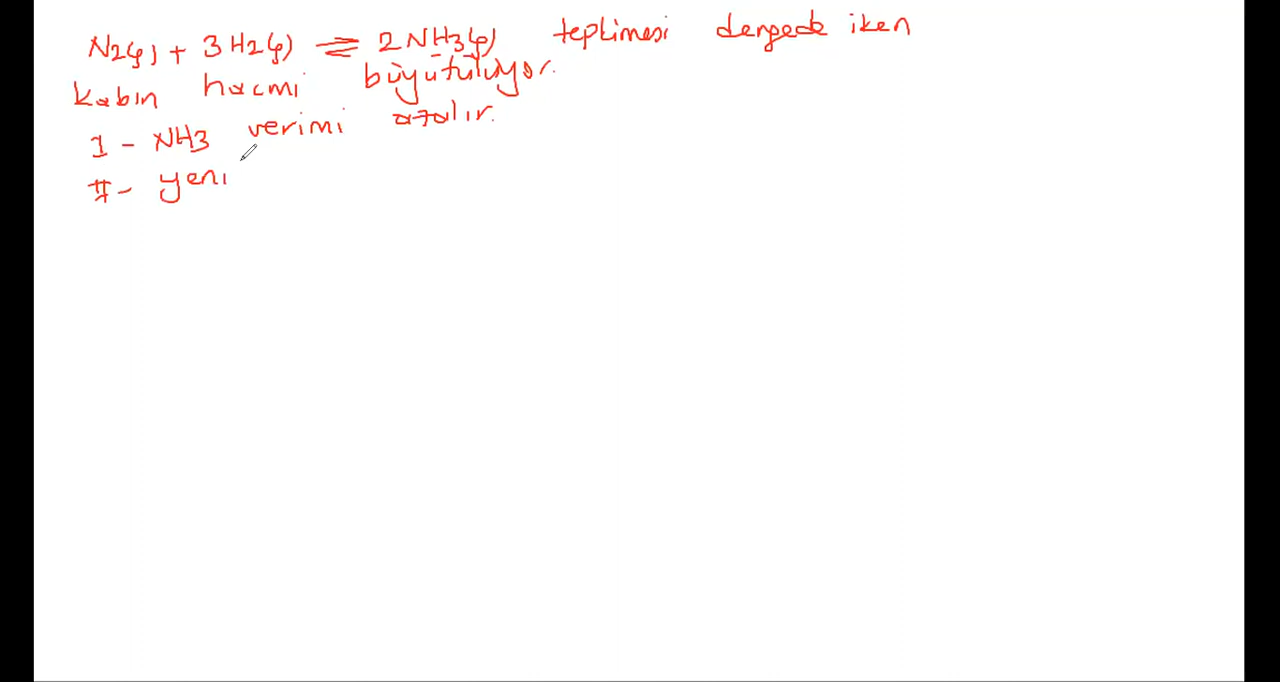 N2(g) + 3H2(g) ⇌ 2NH3(g) tepkimesi dengede iken
kabın hacmi büyütülüyor.
I - NH3 verimi azalır.
II - yeni